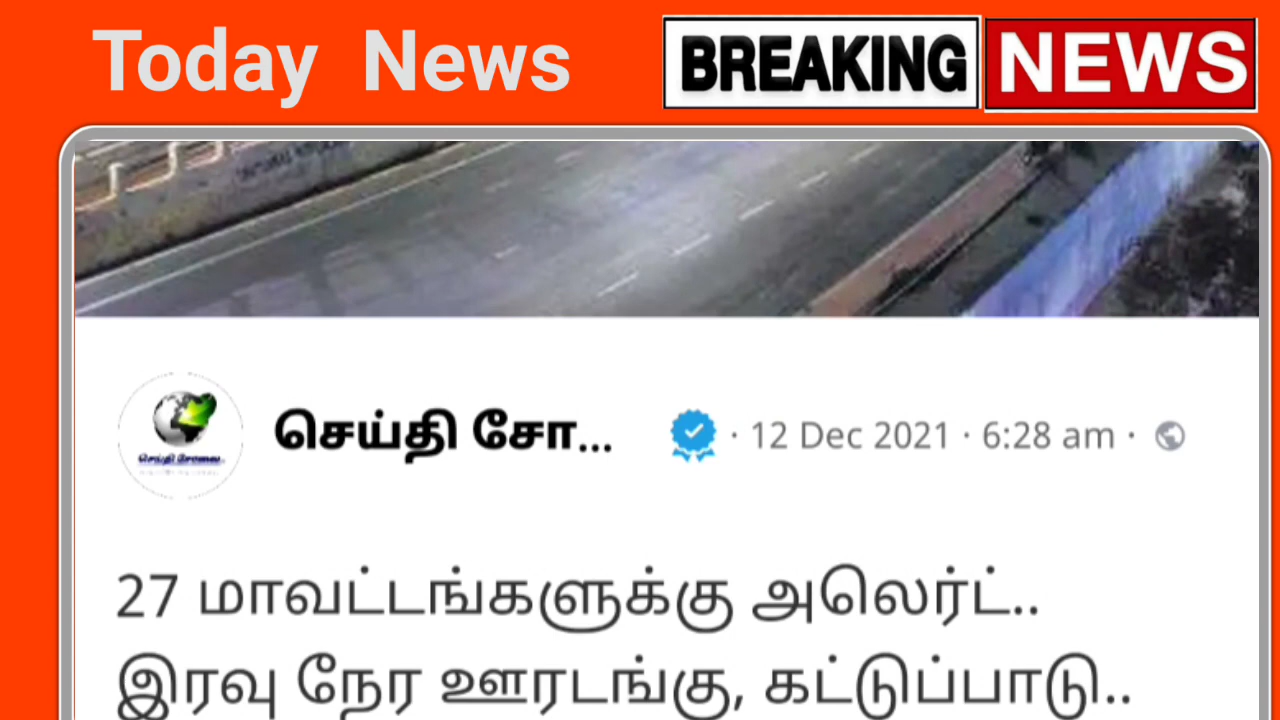 Today News
BREAKING NEWS
செய்தி சோ... · 12 Dec 2021 · 6:28 am ·
27 மாவட்டங்களுக்கு அலெர்ட்..
இரவு நேர ஊரடங்கு, கட்டுப்பாடு..